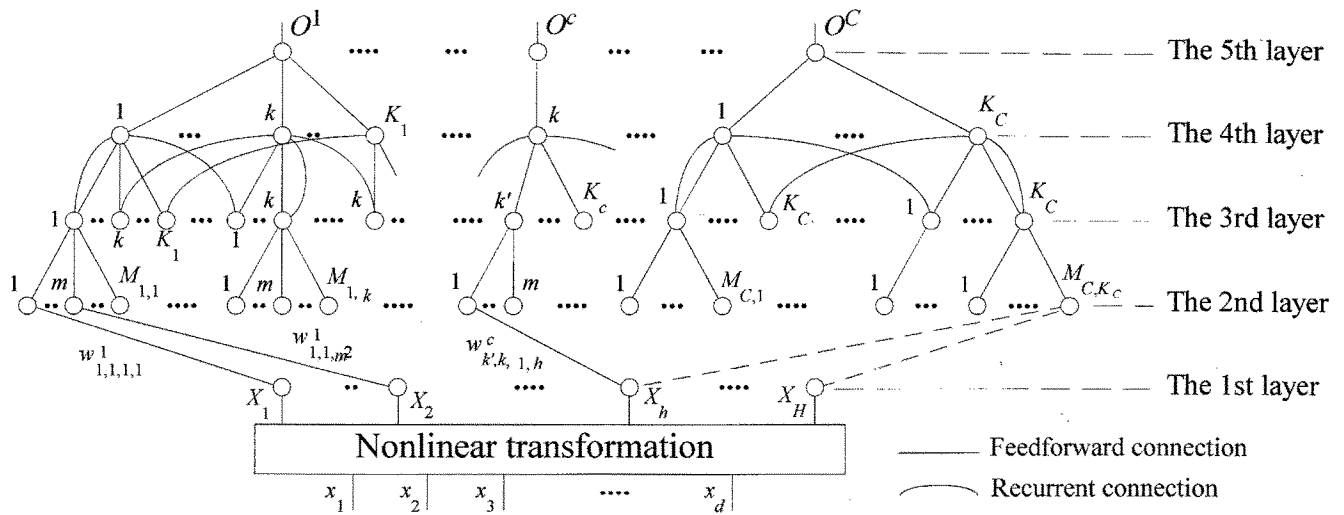 O^1 .... ... O^c ... ... O^C The 5th layer
1 ... k .. K_1 .... k .... 1 .... K_C The 4th layer
1 .. k .. K_1 ... 1 .. k .... k .. .... k' ... K_c .... 1 .... K_C .... 1 .... K_C The 3rd layer
1 .. m .. M_{1,1} .... 1 .. m .. M_{1,k} .... 1 .. m .... 1 ... M_{C,1} .... 1 ... 1 .... M_{C,K_C} The 2nd layer
w^1_{1,1,1,1} w^1_{1,1,m,2} w^c_{k',k,1,h}
X_1 .. X_2 .... X_h .... X_H The 1st layer
Nonlinear transformation
x_1 x_2 x_3 .... x_d
Feedforward connection
Recurrent connection